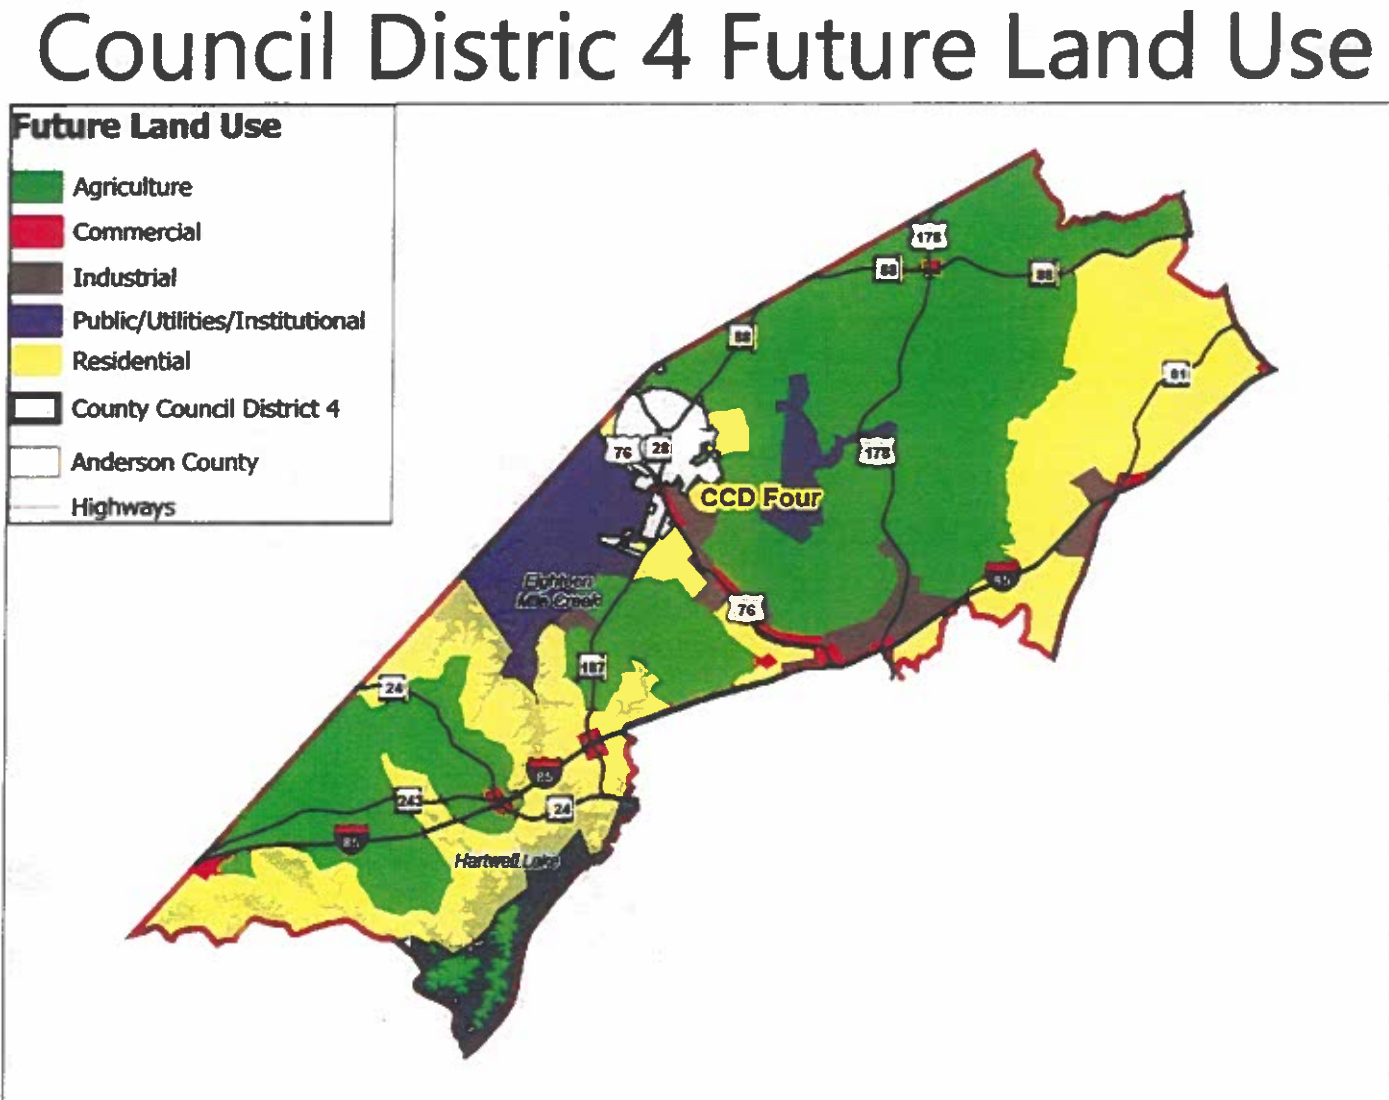 Council Distric 4 Future Land Use
Future Land Use
Agriculture
Commercial
Industrial
Public/Utilities/Institutional
Residential
County Council District 4
Anderson County
Highways
178
88
88
88
81
76
28
178
CCD Four
85
Eighteen
Mile Creek
76
187
24
85
243
24
85
Hartwell Lake